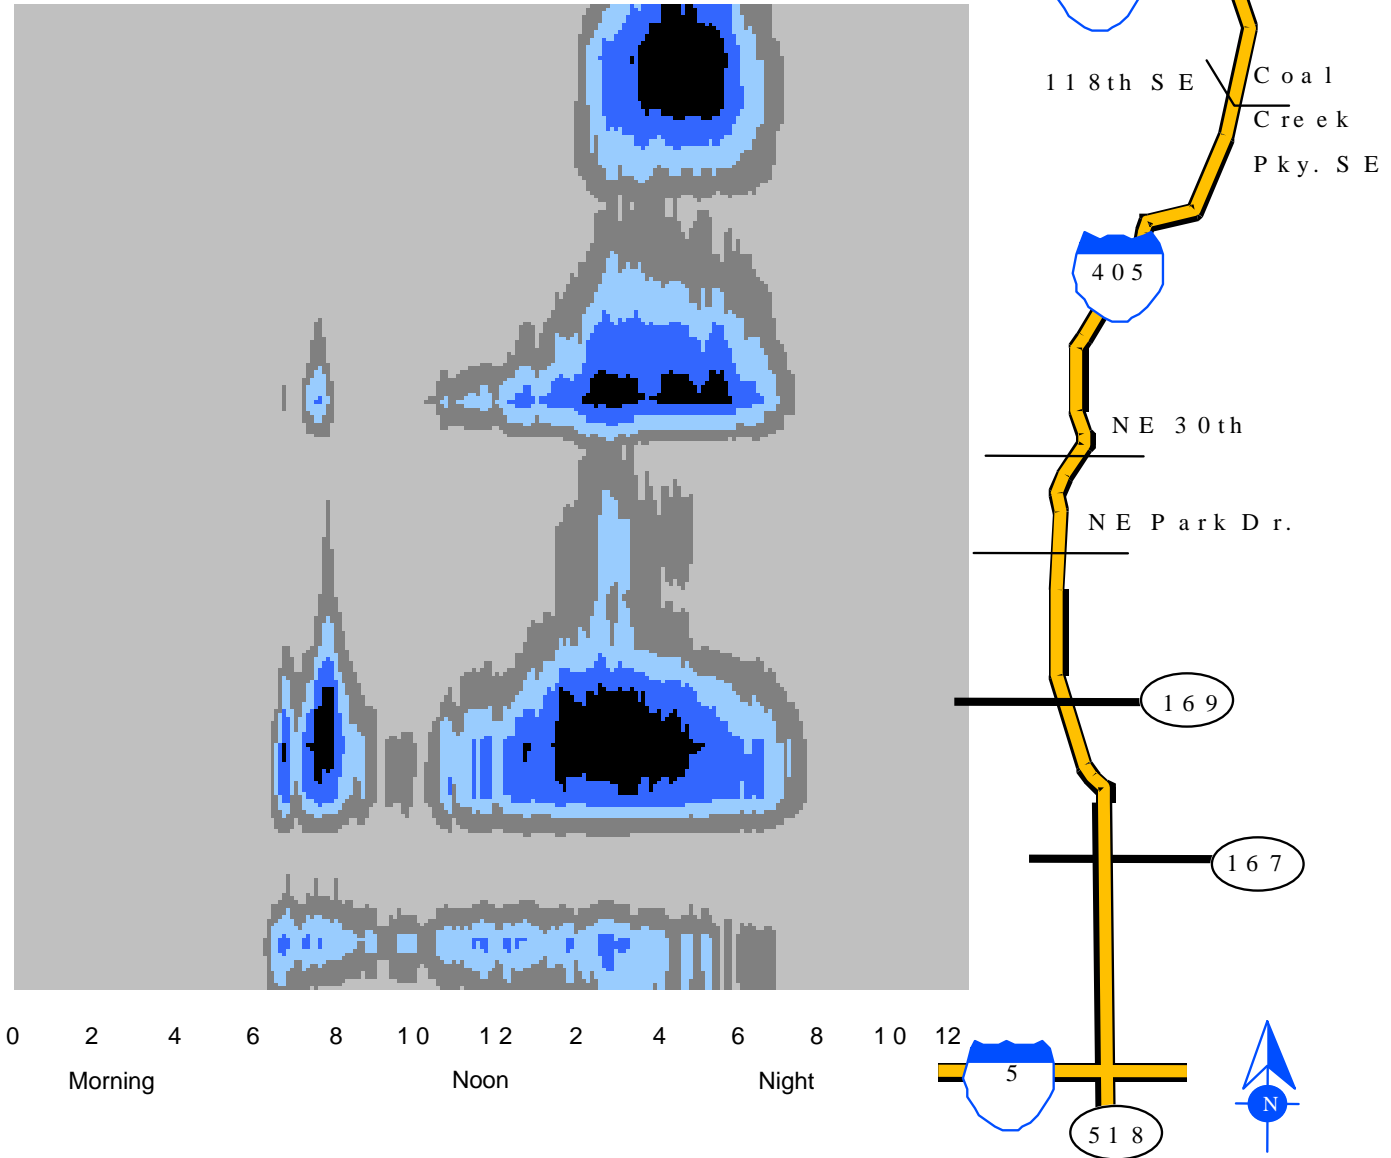 118th SE
Coal
Creek
Pky. SE
405
NE 30th
NE Park Dr.
169
167
0 2 4 6 8 10 12 2 4 6 8 10 12
Morning Noon Night
5
518
N